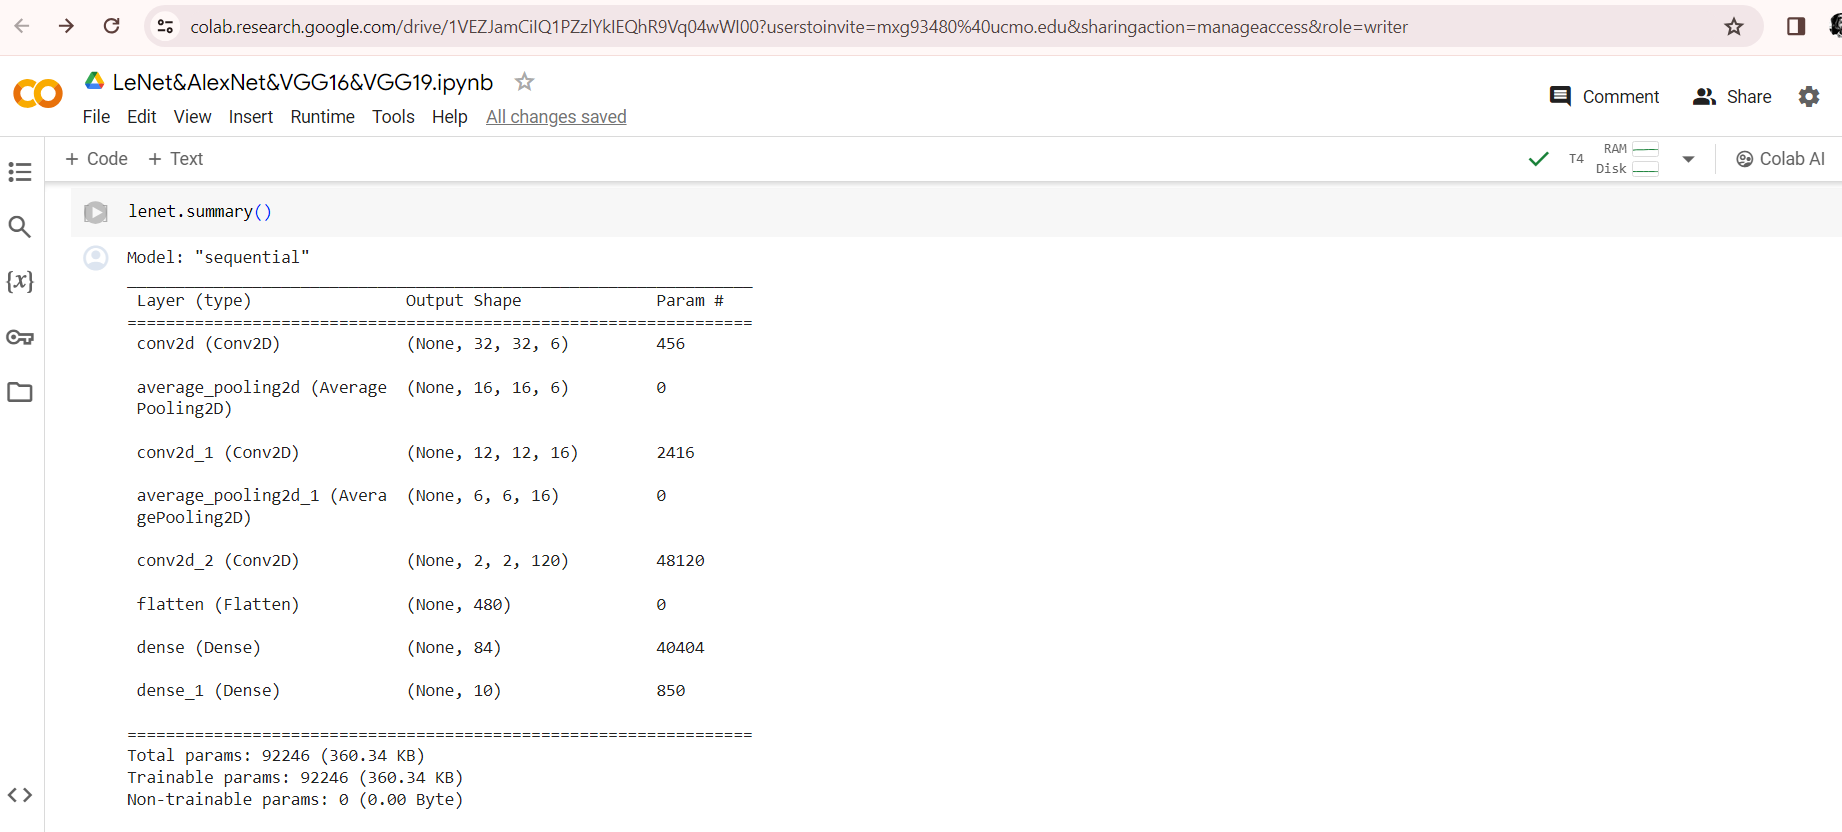 colab.research.google.com/drive/1VEZJamCiIQ1PZzlYkIEQhR9Vq04wWI00?userstoinvite=mxg93480%40ucmo.edu&sharingaction=manageaccess&role=writer
LeNet&AlexNet&VGG16&VGG19.ipynb
Comment Share
File Edit View Insert Runtime Tools Help All changes saved
+ Code + Text
T4 RAM Disk
Colab AI
lenet.summary()
Model: "sequential"
_________________________________________________________________
Layer (type) Output Shape Param #
=================================================================
conv2d (Conv2D) (None, 32, 32, 6) 456
average_pooling2d (Average (None, 16, 16, 6) 0
Pooling2D)
conv2d_1 (Conv2D) (None, 12, 12, 16) 2416
average_pooling2d_1 (Avera (None, 6, 6, 16) 0
gePooling2D)
conv2d_2 (Conv2D) (None, 2, 2, 120) 48120
flatten (Flatten) (None, 480) 0
dense (Dense) (None, 84) 40404
dense_1 (Dense) (None, 10) 850
=================================================================
Total params: 92246 (360.34 KB)
Trainable params: 92246 (360.34 KB)
Non-trainable params: 0 (0.00 Byte)